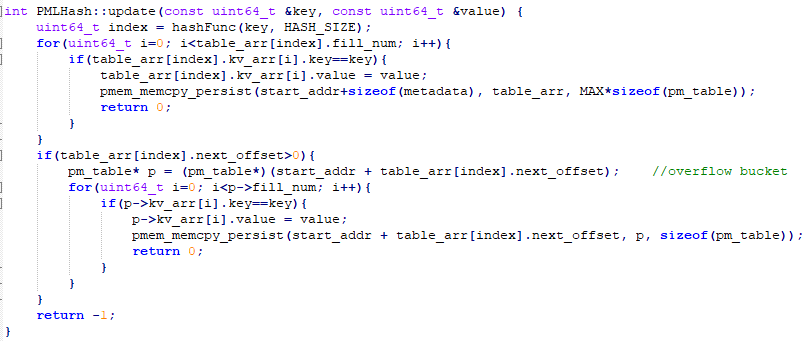 int PMLHash::update(const uint64_t &key, const uint64_t &value) {
    uint64_t index = hashFunc(key, HASH_SIZE);
    for(uint64_t i=0; i<table_arr[index].fill_num; i++){
        if(table_arr[index].kv_arr[i].key==key){
            table_arr[index].kv_arr[i].value = value;
            pmem_memcpy_persist(start_addr+sizeof(metadata), table_arr, MAX*sizeof(pm_table));
            return 0;
        }
    }
    if(table_arr[index].next_offset>0){
        pm_table* p = (pm_table*)(start_addr + table_arr[index].next_offset);    //overflow bucket
        for(uint64_t i=0; i<p->fill_num; i++){
            if(p->kv_arr[i].key==key){
                p->kv_arr[i].value = value;
                pmem_memcpy_persist(start_addr + table_arr[index].next_offset, p, sizeof(pm_table));
                return 0;
            }
        }
    }
    return -1;
}